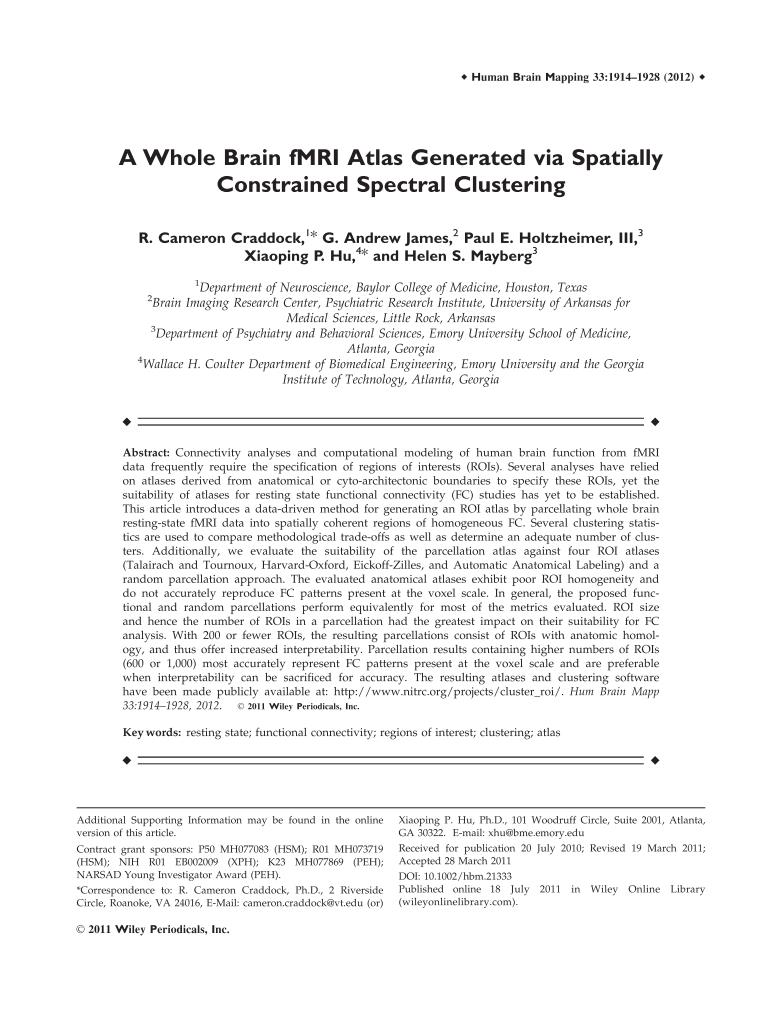 ◆ Human Brain Mapping 33:1914–1928 (2012) ◆
A Whole Brain fMRI Atlas Generated via Spatially
Constrained Spectral Clustering
R. Cameron Craddock,1* G. Andrew James,2 Paul E. Holtzheimer, III,3
Xiaoping P. Hu,4* and Helen S. Mayberg3
1Department of Neuroscience, Baylor College of Medicine, Houston, Texas
2Brain Imaging Research Center, Psychiatric Research Institute, University of Arkansas for
Medical Sciences, Little Rock, Arkansas
3Department of Psychiatry and Behavioral Sciences, Emory University School of Medicine,
Atlanta, Georgia
4Wallace H. Coulter Department of Biomedical Engineering, Emory University and the Georgia
Institute of Technology, Atlanta, Georgia
Abstract: Connectivity analyses and computational modeling of human brain function from fMRI
data frequently require the specification of regions of interests (ROIs). Several analyses have relied
on atlases derived from anatomical or cyto-architectonic boundaries to specify these ROIs, yet the
suitability of atlases for resting state functional connectivity (FC) studies has yet to be established.
This article introduces a data-driven method for generating an ROI atlas by parcellating whole brain
resting-state fMRI data into spatially coherent regions of homogeneous FC. Several clustering statis-
tics are used to compare methodological trade-offs as well as determine an adequate number of clus-
ters. Additionally, we evaluate the suitability of the parcellation atlas against four ROI atlases
(Talairach and Tournoux, Harvard-Oxford, Eickoff-Zilles, and Automatic Anatomical Labeling) and a
random parcellation approach. The evaluated anatomical atlases exhibit poor ROI homogeneity and
do not accurately reproduce FC patterns present at the voxel scale. In general, the proposed func-
tional and random parcellations perform equivalently for most of the metrics evaluated. ROI size
and hence the number of ROIs in a parcellation had the greatest impact on their suitability for FC
analysis. With 200 or fewer ROIs, the resulting parcellations consist of ROIs with anatomic homol-
ogy, and thus offer increased interpretability. Parcellation results containing higher numbers of ROIs
(600 or 1,000) most accurately represent FC patterns present at the voxel scale and are preferable
when interpretability can be sacrificed for accuracy. The resulting atlases and clustering software
have been made publicly available at: http://www.nitrc.org/projects/cluster_roi/. Hum Brain Mapp
33:1914–1928, 2012. © 2011 Wiley Periodicals, Inc.
Key words: resting state; functional connectivity; regions of interest; clustering; atlas
Additional Supporting Information may be found in the online
version of this article.
Contract grant sponsors: P50 MH077083 (HSM); R01 MH073719
(HSM); NIH R01 EB002009 (XPH); K23 MH077869 (PEH);
NARSAD Young Investigator Award (PEH).
*Correspondence to: R. Cameron Craddock, Ph.D., 2 Riverside
Circle, Roanoke, VA 24016, E-Mail: cameron.craddock@vt.edu (or)
Xiaoping P. Hu, Ph.D., 101 Woodruff Circle, Suite 2001, Atlanta,
GA 30322. E-mail: xhu@bme.emory.edu
Received for publication 20 July 2010; Revised 19 March 2011;
Accepted 28 March 2011
DOI: 10.1002/hbm.21333
Published online 18 July 2011 in Wiley Online Library
(wileyonlinelibrary.com).
© 2011 Wiley Periodicals, Inc.